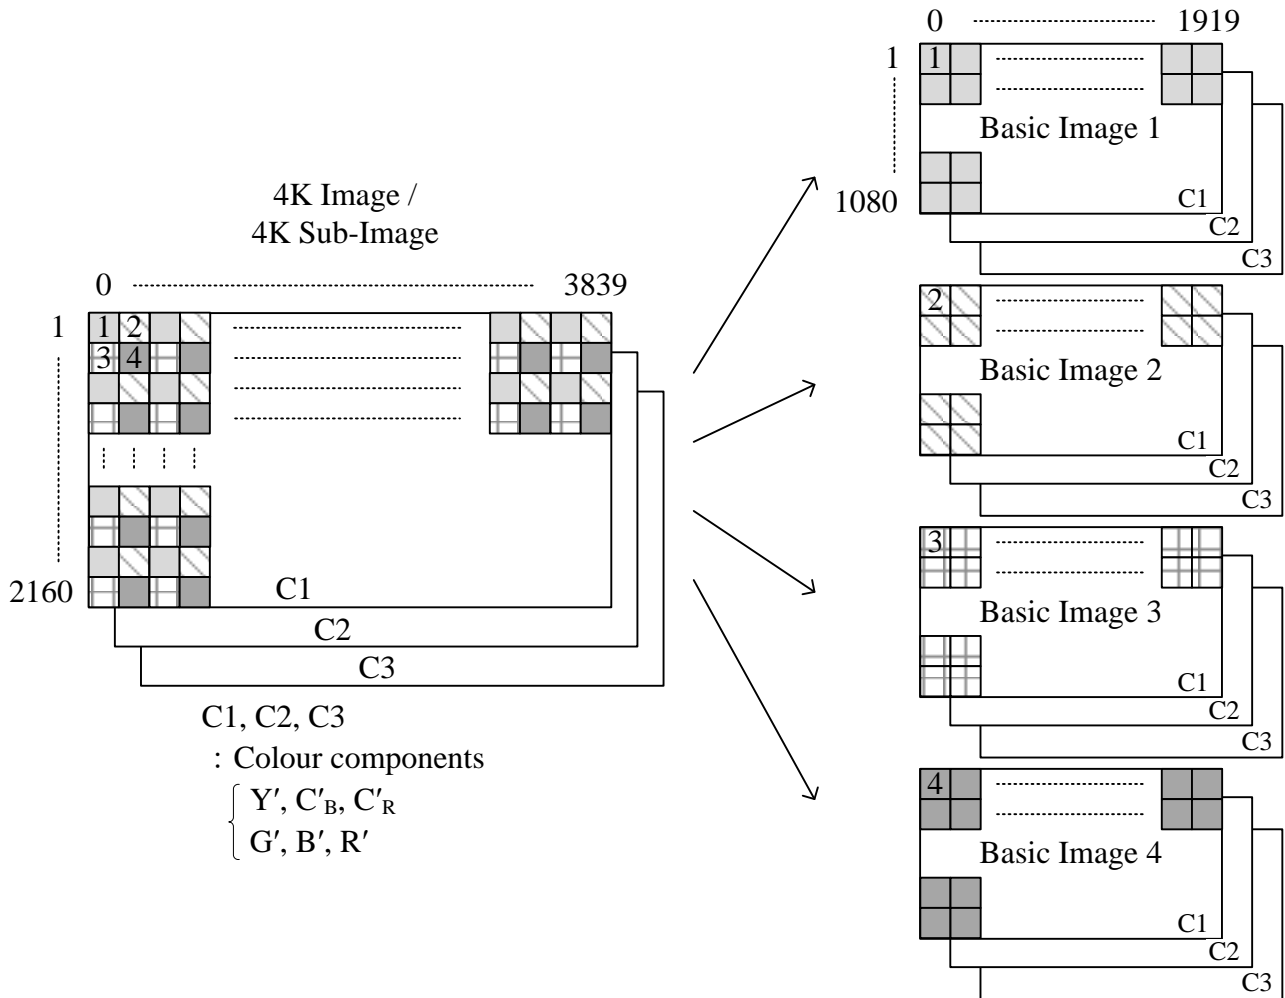 4K Image /
4K Sub-Image
0 3839
1
1 2
3 4
2160
C1
C2
C3
C1, C2, C3
: Colour components
Y′, C′B, C′R
G′, B′, R′
0 1919
1
1
Basic Image 1
1080
C1
C2
C3
2
Basic Image 2
C1
C2
C3
3
Basic Image 3
C1
C2
C3
4
Basic Image 4
C1
C2
C3